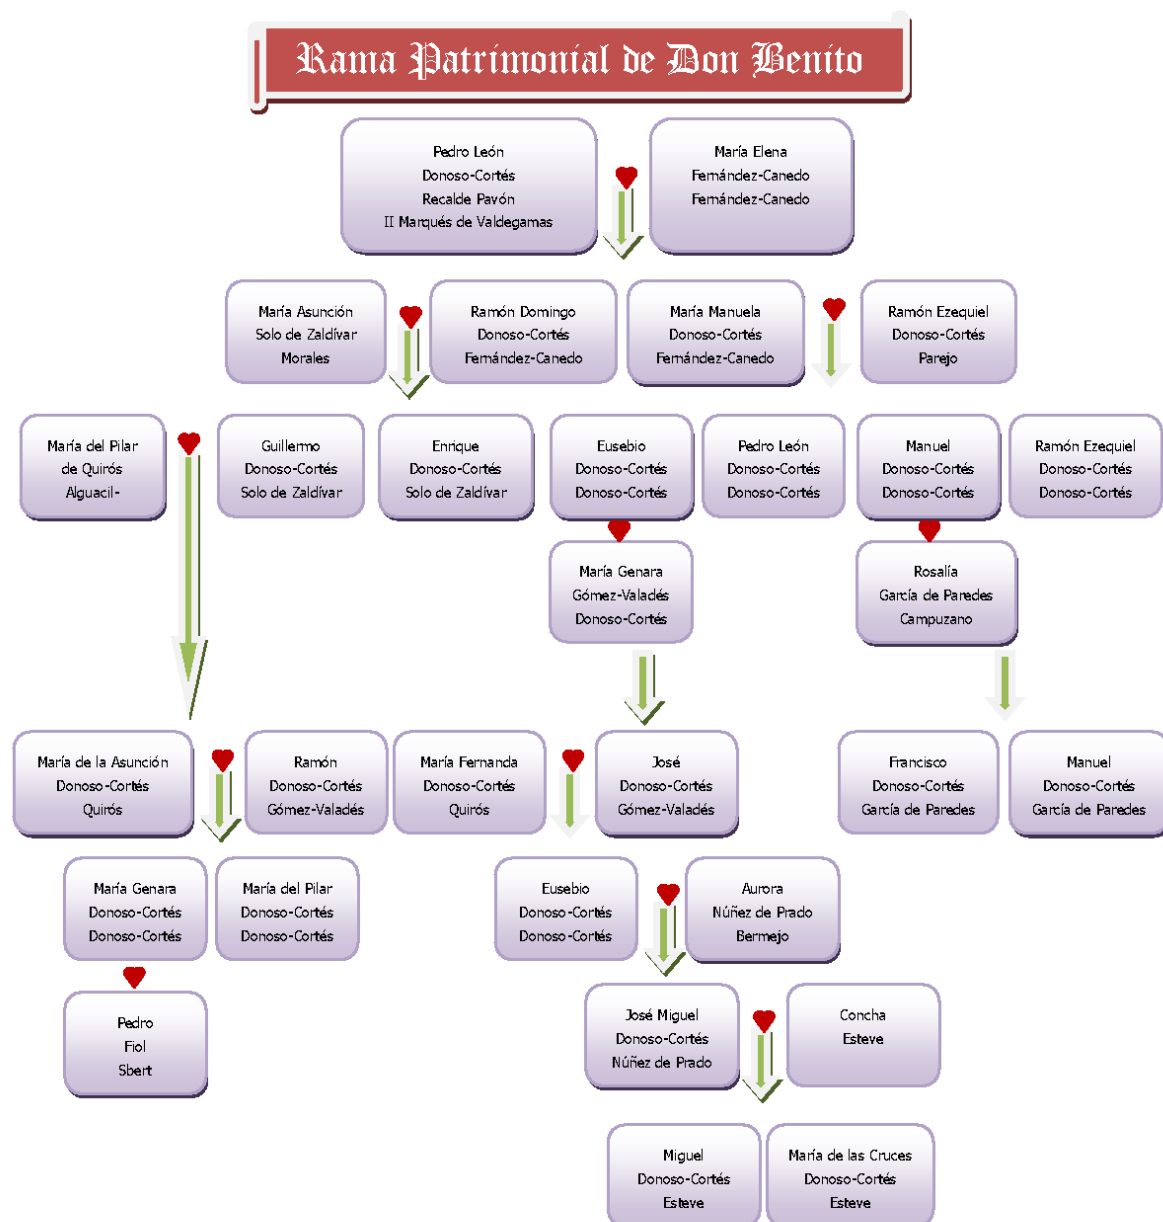 Rama Patrimonial de Don Benito
Pedro León
Donoso-Cortés
Recalde Pavón
II Marqués de Valdegamas
María Elena
Fernández-Canedo
Fernández-Canedo
María Asunción
Solo de Zaldívar
Morales
Ramón Domingo
Donoso-Cortés
Fernández-Canedo
María Manuela
Donoso-Cortés
Fernández-Canedo
Ramón Ezequiel
Donoso-Cortés
Parejo
María del Pilar
de Quirós
Alguacil-
Guillermo
Donoso-Cortés
Solo de Zaldívar
Enrique
Donoso-Cortés
Solo de Zaldívar
Eusebio
Donoso-Cortés
Donoso-Cortés
Pedro León
Donoso-Cortés
Donoso-Cortés
Manuel
Donoso-Cortés
Donoso-Cortés
Ramón Ezequiel
Donoso-Cortés
Donoso-Cortés
María Genara
Gómez-Valadés
Donoso-Cortés
Rosalía
García de Paredes
Campuzano
María de la Asunción
Donoso-Cortés
Quirós
Ramón
Donoso-Cortés
Gómez-Valadés
María Fernanda
Donoso-Cortés
Quirós
José
Donoso-Cortés
Gómez-Valadés
Francisco
Donoso-Cortés
García de Paredes
Manuel
Donoso-Cortés
García de Paredes
María Genara
Donoso-Cortés
Donoso-Cortés
María del Pilar
Donoso-Cortés
Donoso-Cortés
Eusebio
Donoso-Cortés
Donoso-Cortés
Aurora
Núñez de Prado
Bermejo
Pedro
Fiol
Sbert
José Miguel
Donoso-Cortés
Núñez de Prado
Concha
Esteve
Miguel
Donoso-Cortés
Esteve
María de las Cruces
Donoso-Cortés
Esteve